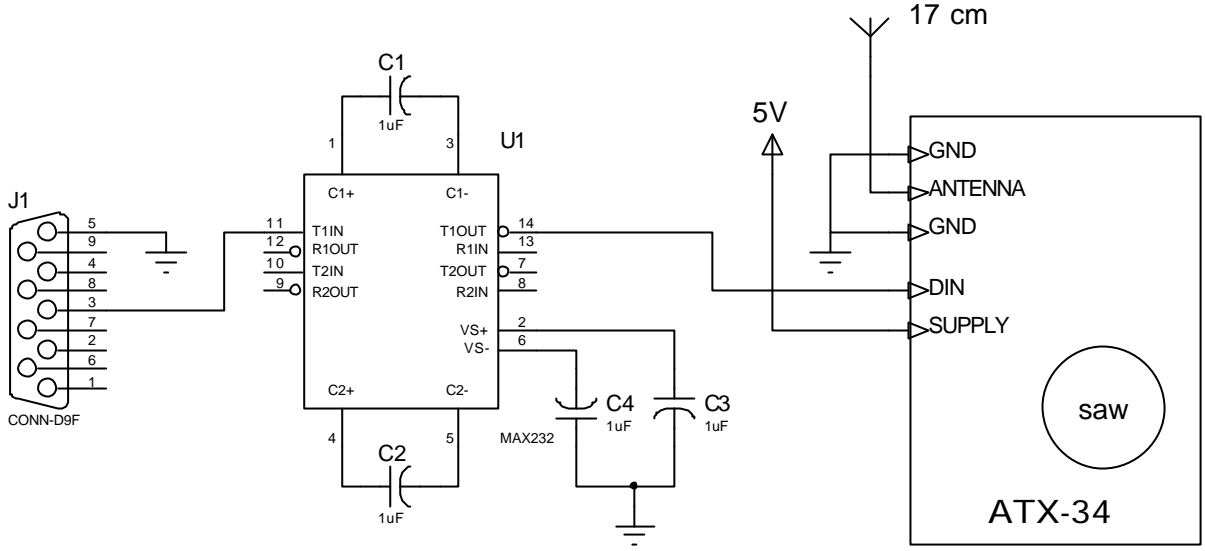 17 cm
C1
1uF
5V
U1
1
3
GND
J1
C1+
C1-
ANTENNA
5
11
T1IN
T1OUT
14
GND
9
12
R1OUT
R1IN
13
4
10
T2IN
T2OUT
7
8
9
R2OUT
R2IN
8
DIN
3
7
VS+
2
SUPPLY
2
VS-
6
6
1
C2+
C2-
C4
C3
saw
CONN-D9F
1uF
1uF
4
5
MAX232
C2
1uF
ATX-34